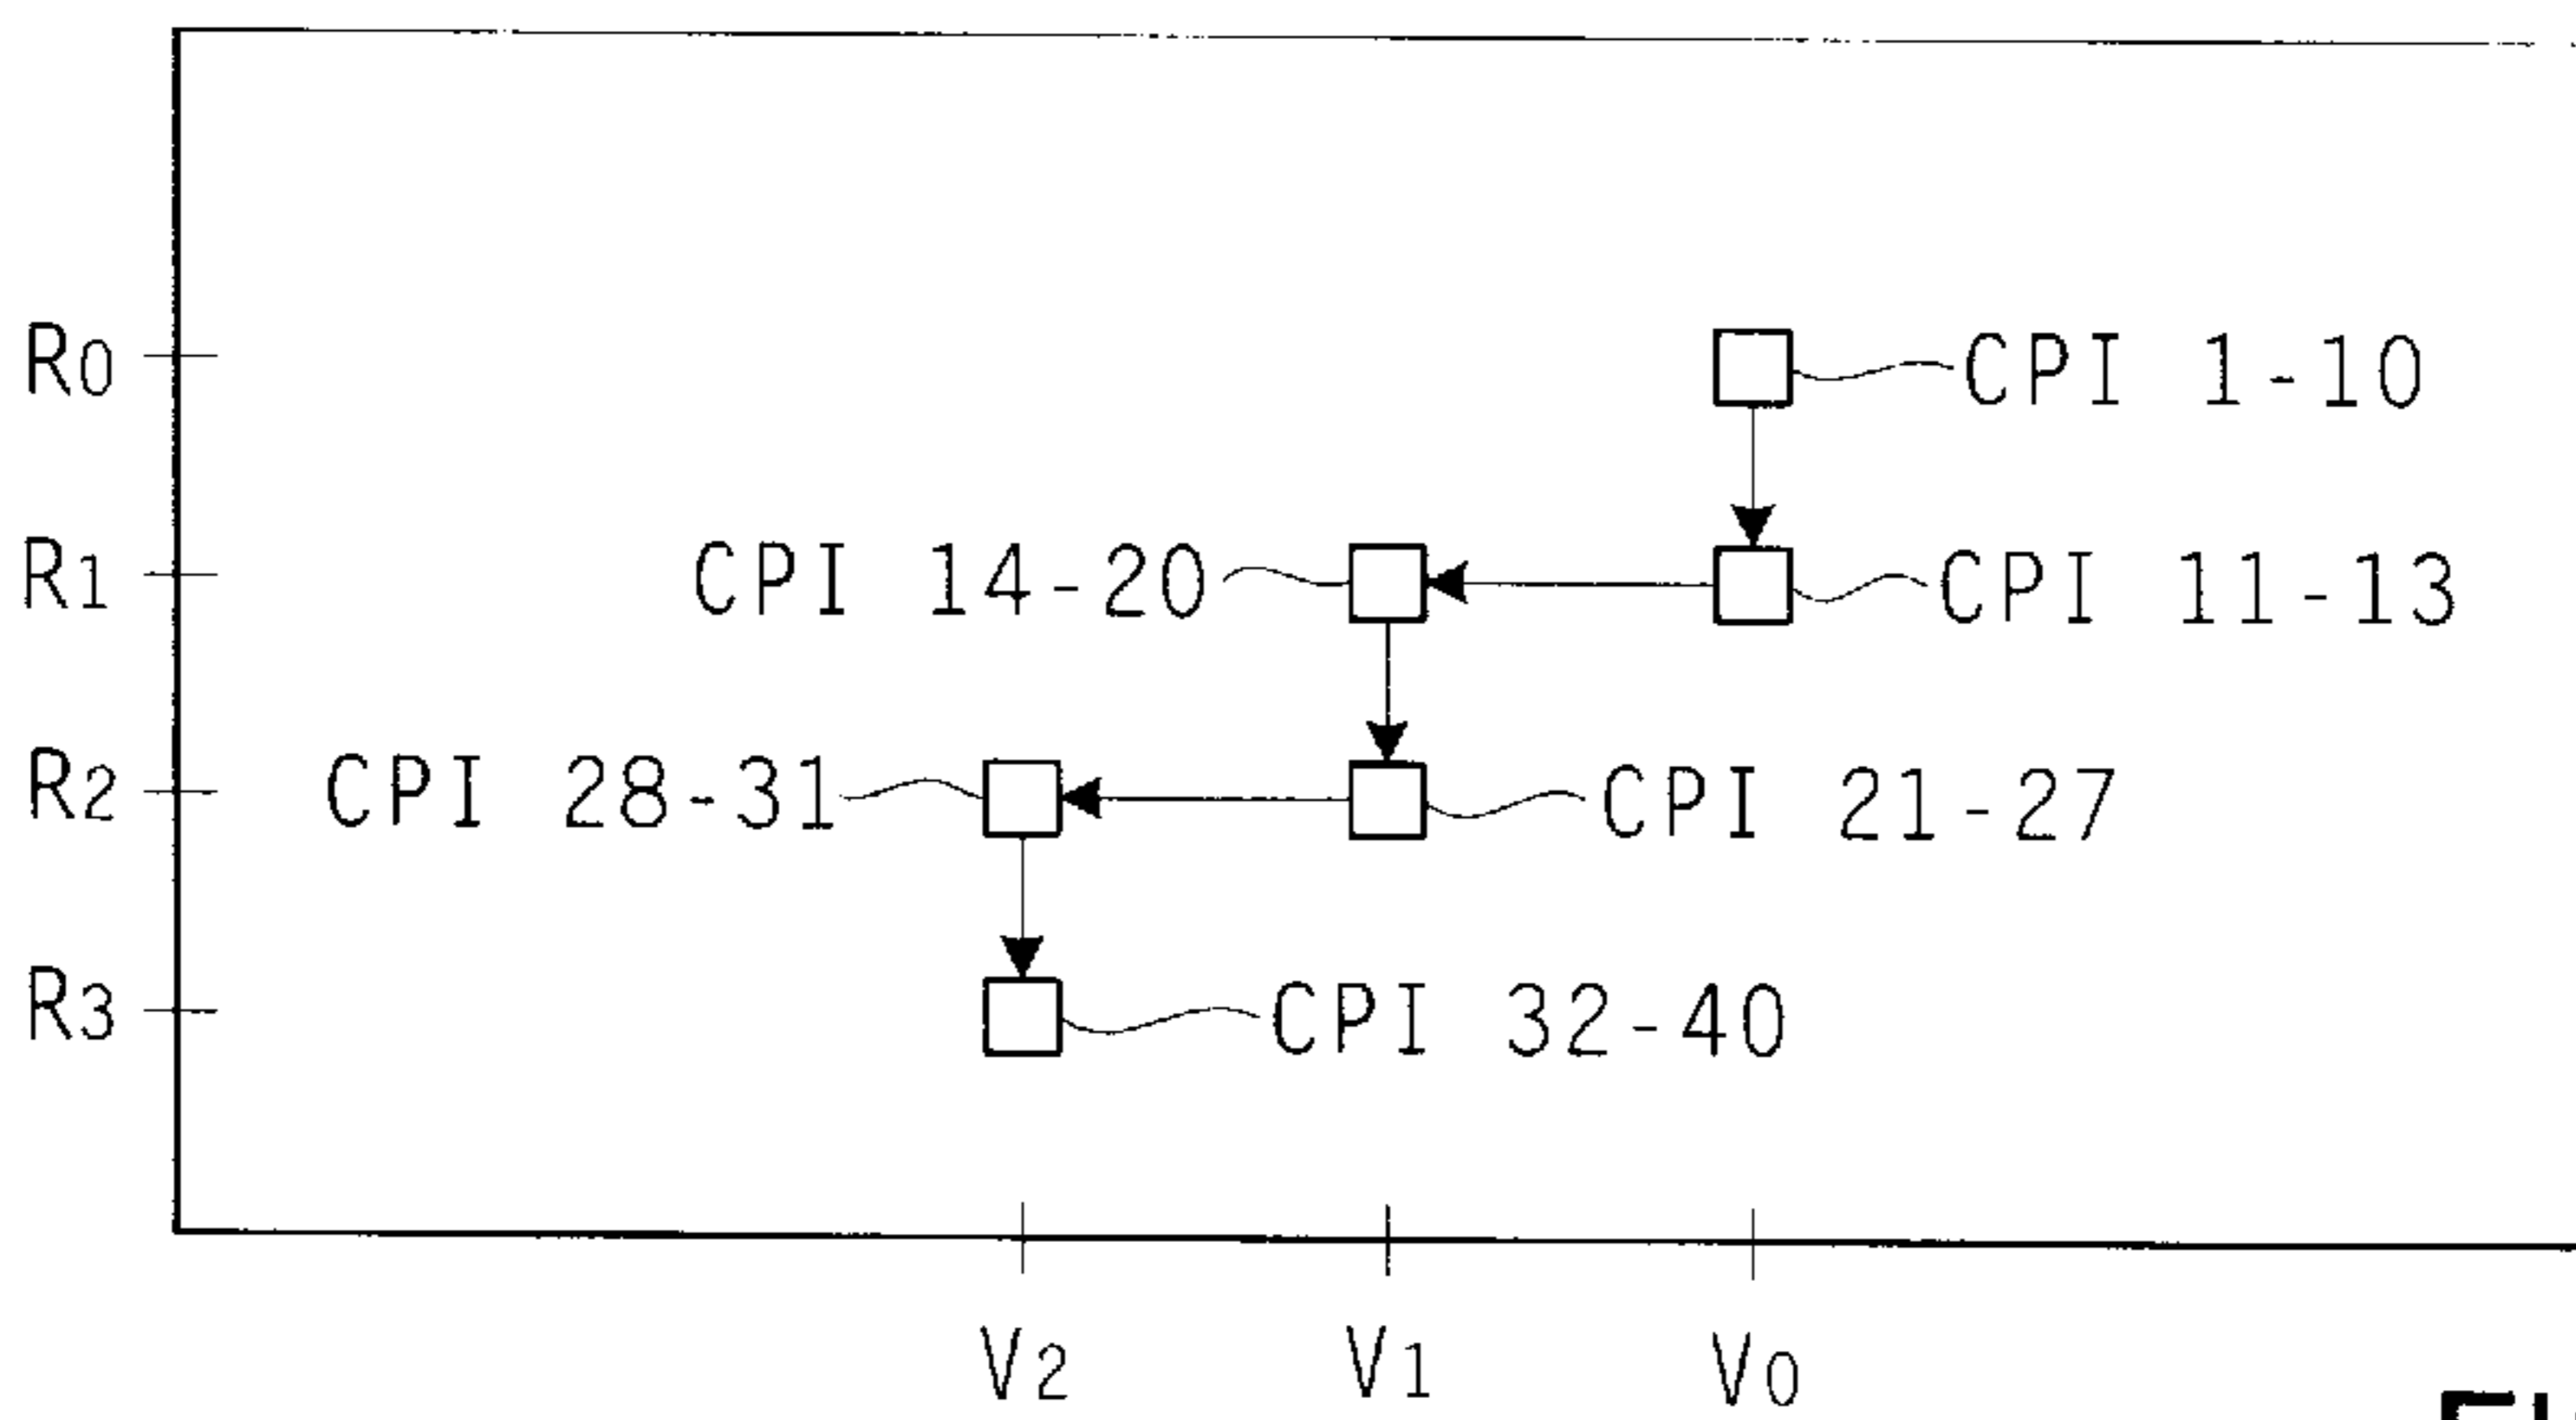 R0 CPI 1-10
R1 CPI 14-20 CPI 11-13
R2 CPI 28-31 CPI 21-27
R3 CPI 32-40
V2 V1 V0